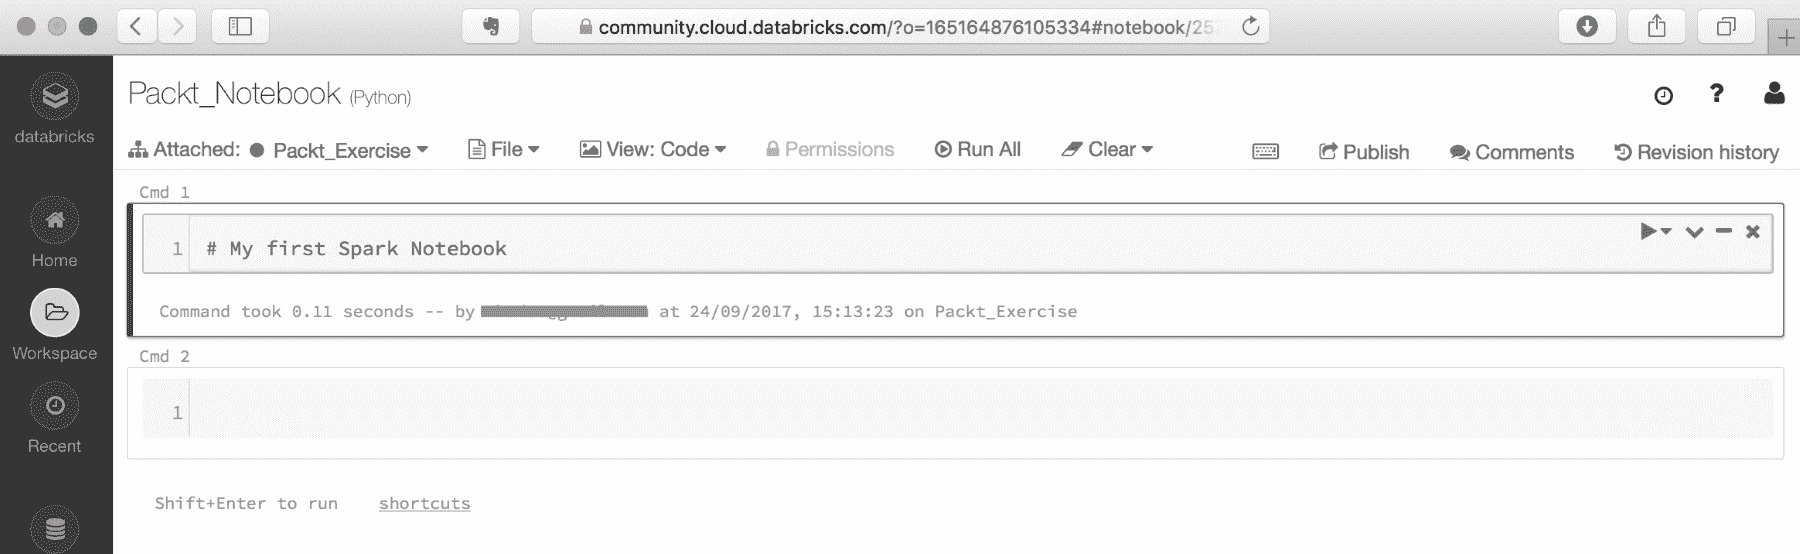 community.cloud.databricks.com/?o=165164876105334#notebook/257
Packt_Notebook (Python)
databricks
Attached: Packt_Exercise File View: Code Permissions Run All Clear Publish Comments Revision history
Cmd 1
1 # My first Spark Notebook
Home
Command took 0.11 seconds -- by at 24/09/2017, 15:13:23 on Packt_Exercise
Workspace
Cmd 2
1
Recent
Shift+Enter to run shortcuts